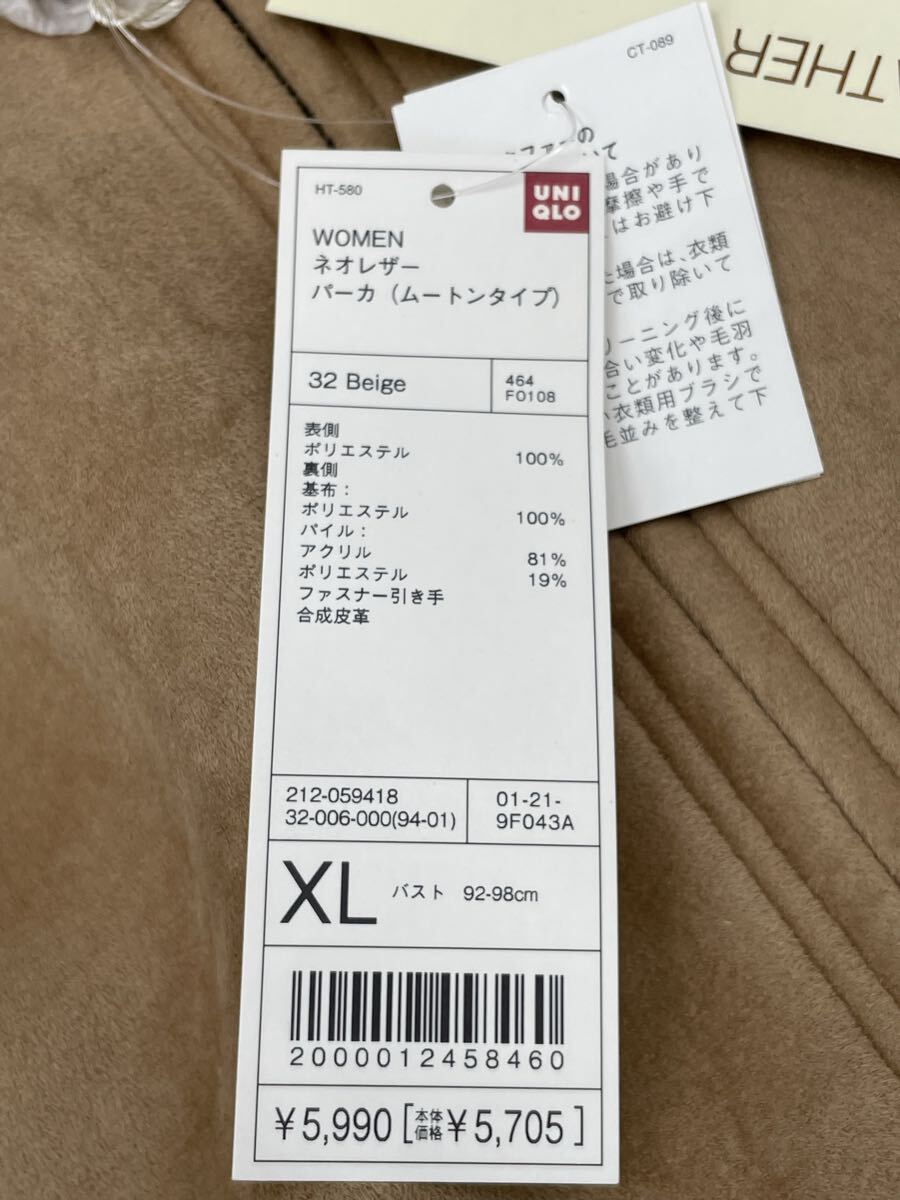 HT-580
UNI
QLO
WOMEN
ネオレザー
パーカ (ムートンタイプ)
32 Beige
464
F0108
表側
ポリエステル 100%
裏側
基布:
ポリエステル 100%
パイル:
アクリル 81%
ポリエステル 19%
ファスナー引き手
合成皮革
212-059418
32-006-000(94-01)
01-21-
9F043A
XL バスト 92-98cm
2000012458460
¥5,990[本体価格¥5,705]
CT-089
の
いて
場合があり
摩擦や手で
はお避け下
場合は、衣類
で取り除いて
リーニング後に
合い変化や毛羽
ことがあります。
い衣類用ブラシで
毛並みを整えて下
THER